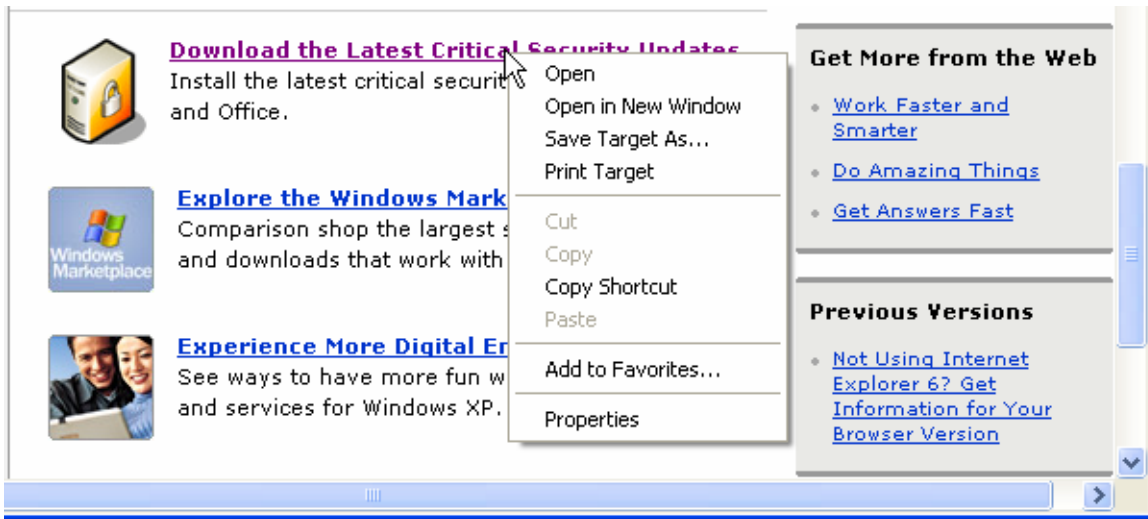 Download the Latest Critical Security Updates
Install the latest critical securit
and Office.
Windows
Marketplace
Explore the Windows Mark
Comparison shop the largest s
and downloads that work with
Experience More Digital En
See ways to have more fun w
and services for Windows XP.
Open
Open in New Window
Save Target As...
Print Target
Cut
Copy
Copy Shortcut
Paste
Add to Favorites...
Properties
Get More from the Web
Work Faster and
Smarter
Do Amazing Things
Get Answers Fast
Previous Versions
Not Using Internet
Explorer 6? Get
Information for Your
Browser Version